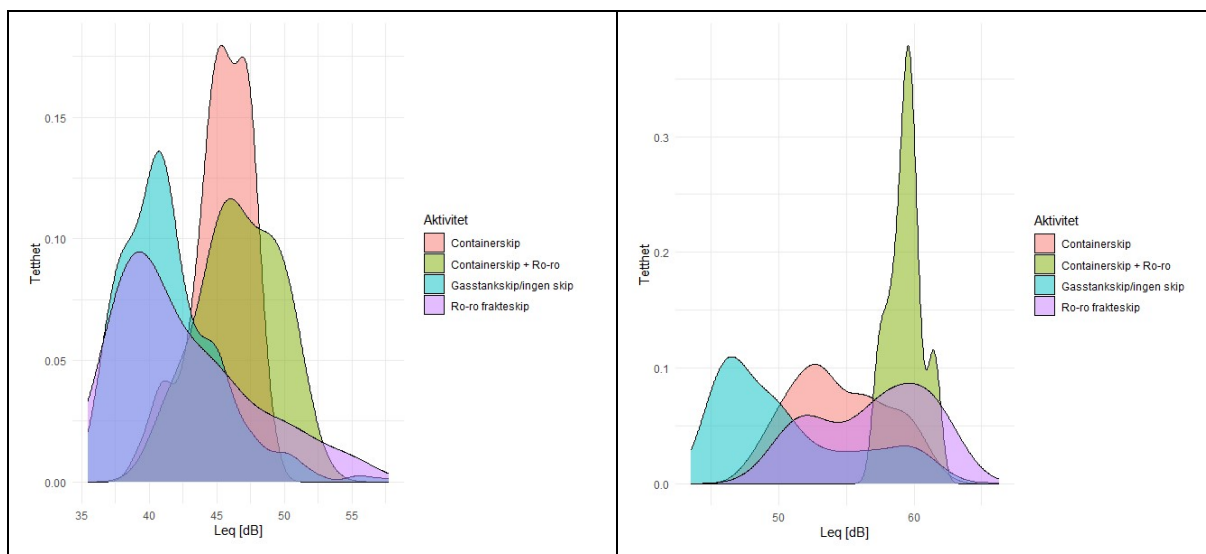 0.15
0.10
0.05
0.00
Tetthet
35
40
45
50
55
Leq [dB]
Aktivitet
Containerskip
Containerskip + Ro-ro
Gasstankskip/ingen skip
Ro-ro frakteskip
0.3
0.2
0.1
0.0
Tetthet
50
60
Leq [dB]
Aktivitet
Containerskip
Containerskip + Ro-ro
Gasstankskip/ingen skip
Ro-ro frakteskip